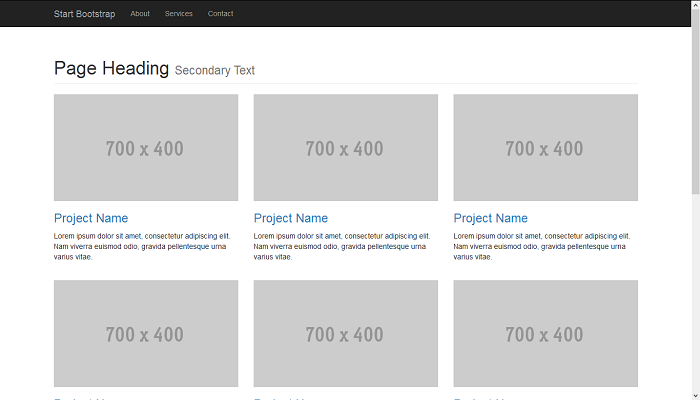 Start Bootstrap About Services Contact
Page Heading Secondary Text
700 x 400 700 x 400 700 x 400
Project Name Project Name Project Name
Lorem ipsum dolor sit amet, consectetur adipiscing elit. Lorem ipsum dolor sit amet, consectetur adipiscing elit. Lorem ipsum dolor sit amet, consectetur adipiscing elit.
Nam viverra euismod odio, gravida pellentesque urna Nam viverra euismod odio, gravida pellentesque urna Nam viverra euismod odio, gravida pellentesque urna
varius vitae. varius vitae. varius vitae.
700 x 400 700 x 400 700 x 400